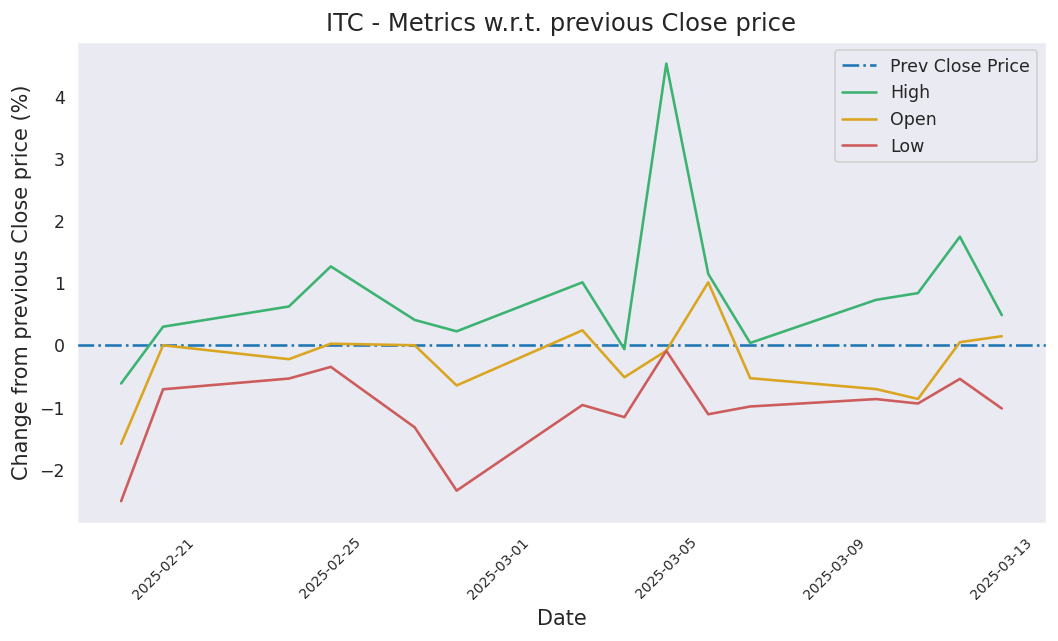 ITC - Metrics w.r.t. previous Close price
Change from previous Close price (%)
4
3
2
1
0
−1
−2
Prev Close Price
High
Open
Low
2025-02-21
2025-02-25
2025-03-01
2025-03-05
2025-03-09
2025-03-13
Date